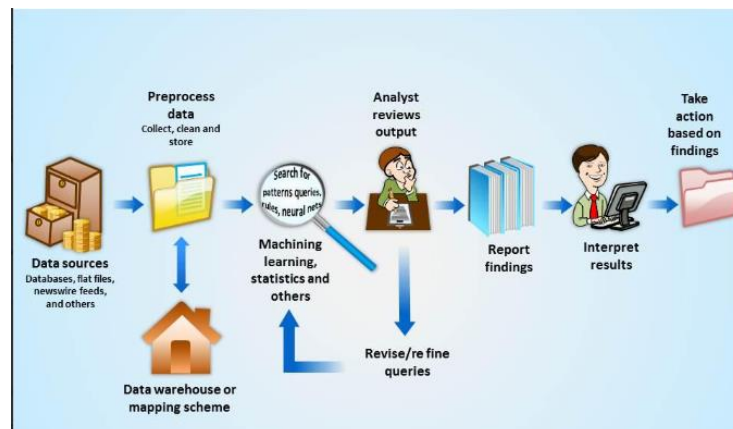 Preprocess
data
Collect, clean and
store
Analyst
reviews
output
Take
action
based on
findings
Search for
patterns queries,
rules, neural nets
Data sources
Databases, flat files,
newswire feeds,
and others
Machining
learning,
statistics and
others
Report
findings
Interpret
results
Data warehouse or
mapping scheme
Revise/re fine
queries